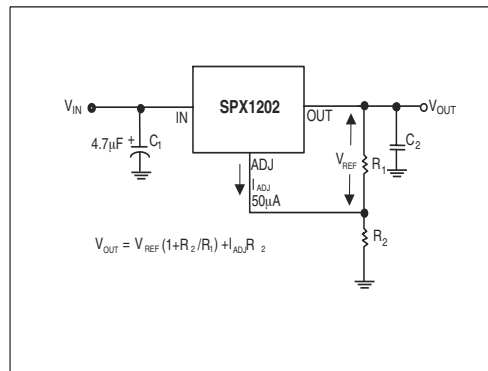 SPX1202
V_IN
IN
OUT
V_OUT
4.7µF
+
C_1
ADJ
I_ADJ
50µA
V_REF
R_1
C_2
R_2
V_OUT = V_REF (1+R_2/R_1) +I_ADJ R_2